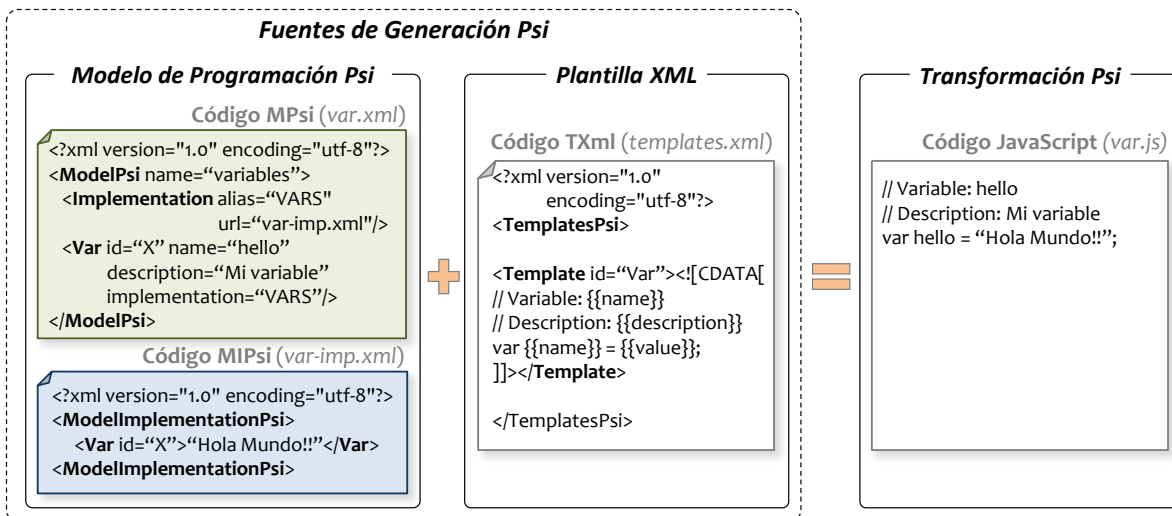 Fuentes de Generación Psi
Modelo de Programación Psi
Código MPsi (var.xml)
<?xml version="1.0" encoding="utf-8"?>
<ModelPsi name=“variables”>
<Implementation alias=“VARS"
url=“var-imp.xml"/>
<Var id=“X” name=“hello”
description=“Mi variable”
implementation=“VARS”/>
</ModelPsi>
Código MIPsi (var-imp.xml)
<?xml version="1.0" encoding="utf-8"?>
<ModelImplementationPsi>
<Var id=“X”>“Hola Mundo!!”</Var>
<ModelImplementationPsi>
Plantilla XML
Código TXml (templates.xml)
<?xml version="1.0"
encoding="utf-8"?>
<TemplatesPsi>
<Template id=“Var”><![CDATA[
// Variable: {{name}}
// Description: {{description}}
var {{name}} = {{value}};
]]></Template>
</TemplatesPsi>
Transformación Psi
Código JavaScript (var.js)
// Variable: hello
// Description: Mi variable
var hello = “Hola Mundo!!”;